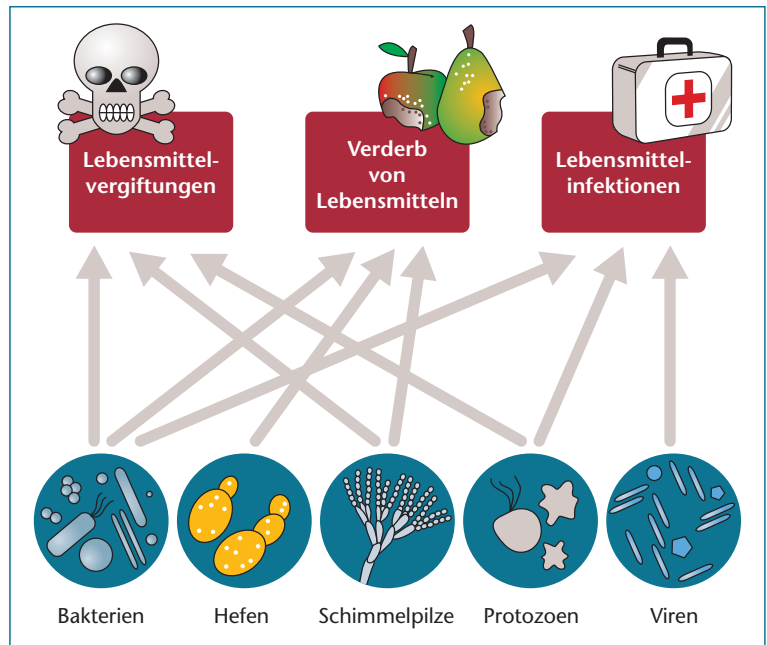 Lebensmittel-
vergiftungen
Verderb
von
Lebensmitteln
Lebensmittel-
infektionen
Bakterien
Hefen
Schimmelpilze
Protozoen
Viren